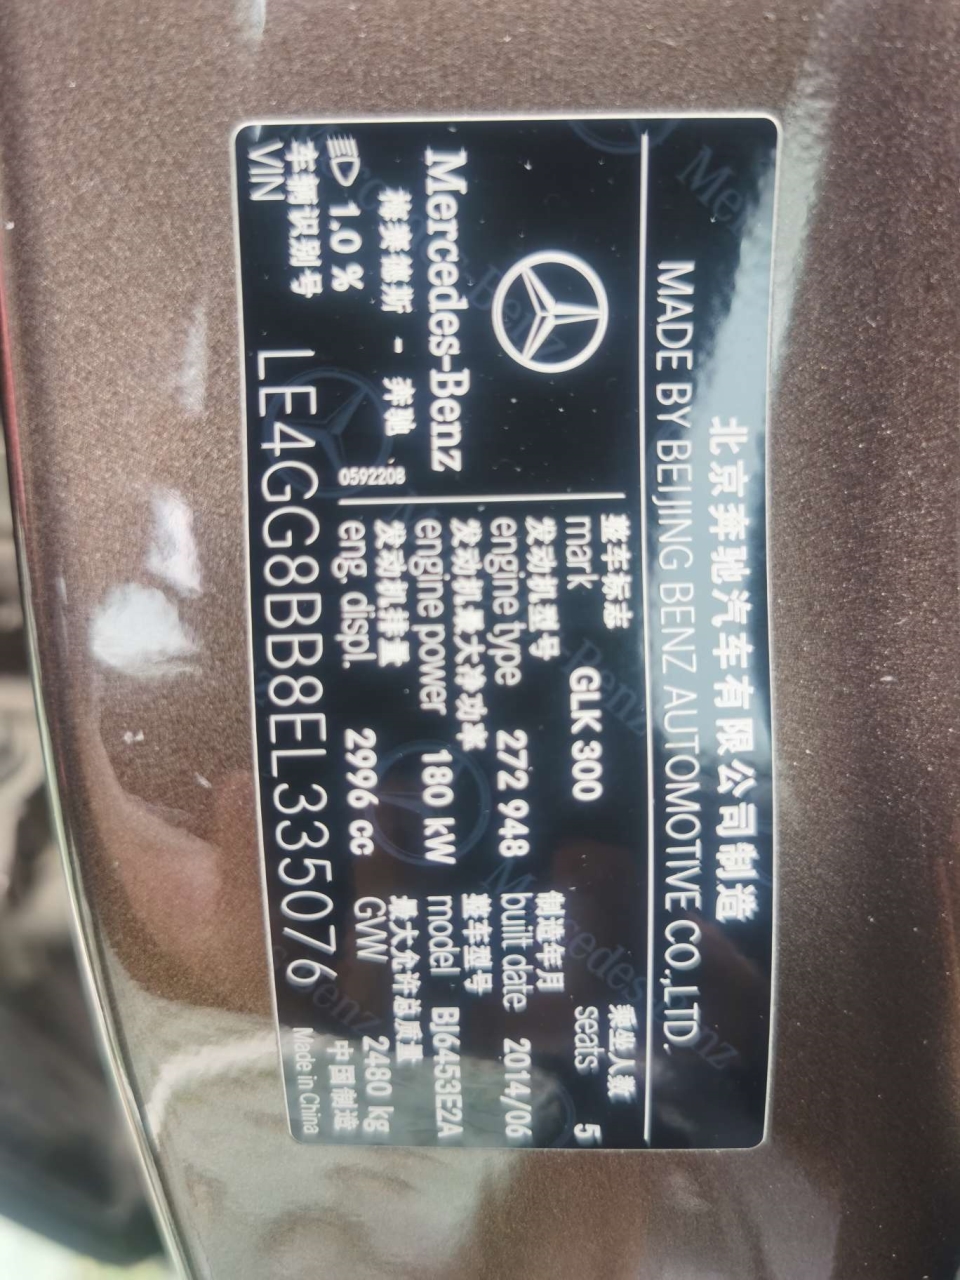 北京奔驰汽车有限公司制造
MADE BY BEIJING BENZ AUTOMOTIVE CO.,LTD.
Mercedes-Benz
梅赛德斯 - 奔驰
1.0 %
0592208
整车标志
mark GLK 300
乘坐人数
seats 5
发动机型号
engine type 272 948
制造年月
built date 2014/06
发动机最大净功率
engine power 180 kW
整车型号
model BJ6453E2A
发动机排量
eng. displ. 2996 cc
最大允许总质量
GVW 2480 kg
车辆识别号
VIN LE4GG8BB8EL335076
中国制造
Made in China